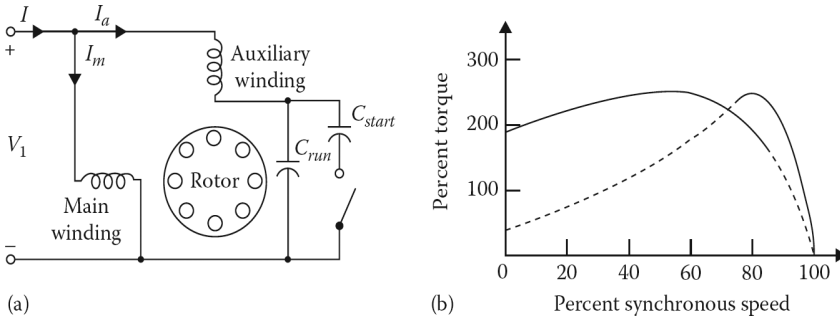 I
I_a
+
I_m
Auxiliary
winding
C_start
V_1
C_run
Rotor
Main
winding
−
(a)
Percent torque
300
200
100
0
20
40
60
80
100
Percent synchronous speed
(b)